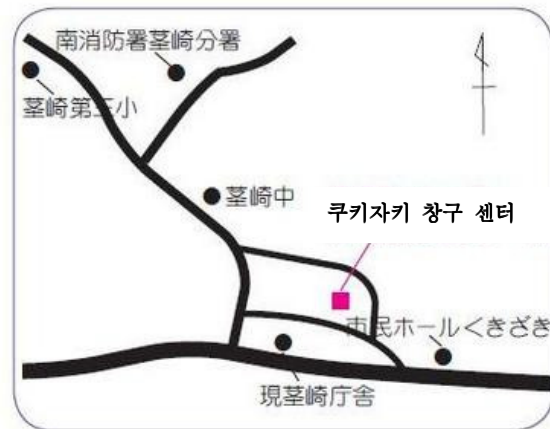 南消防署茎崎分署
茎崎第三小
茎崎中
쿠키자키 창구 센터
市民ホールくきざき
現茎崎庁舎